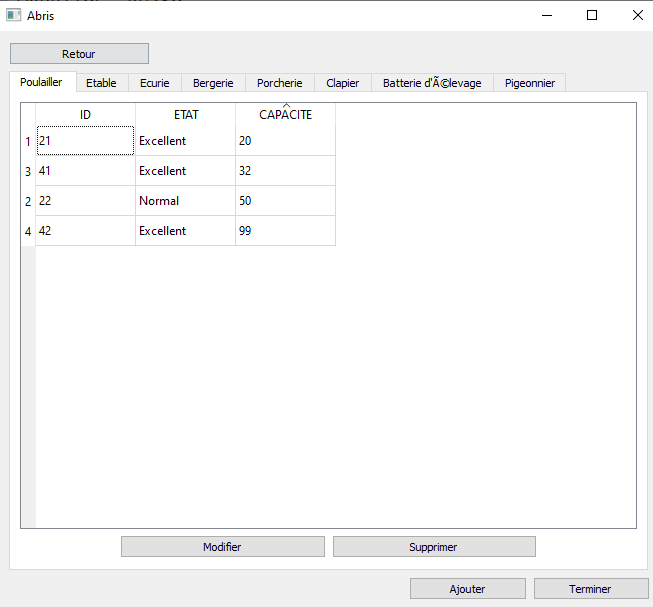 Abris
Retour
Poulailler Etable Ecurie Bergerie Porcherie Clapier Batterie d'Ã©levage Pigeonnier
ID ETAT CAPACITE
1 21 Excellent 20
3 41 Excellent 32
2 22 Normal 50
4 42 Excellent 99
Modifier Supprimer
Ajouter Terminer